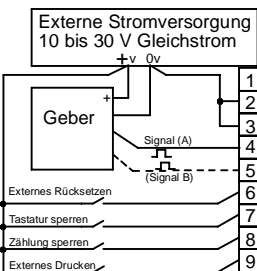 Externe Stromversorgung
10 bis 30 V Gleichstrom
+v 0v
1
+
2
Geber
3
Signal (A)
4
(Signal B)
5
Externes Rücksetzen
6
Tastatur sperren
7
Zählung sperren
8
Externes Drucken
9